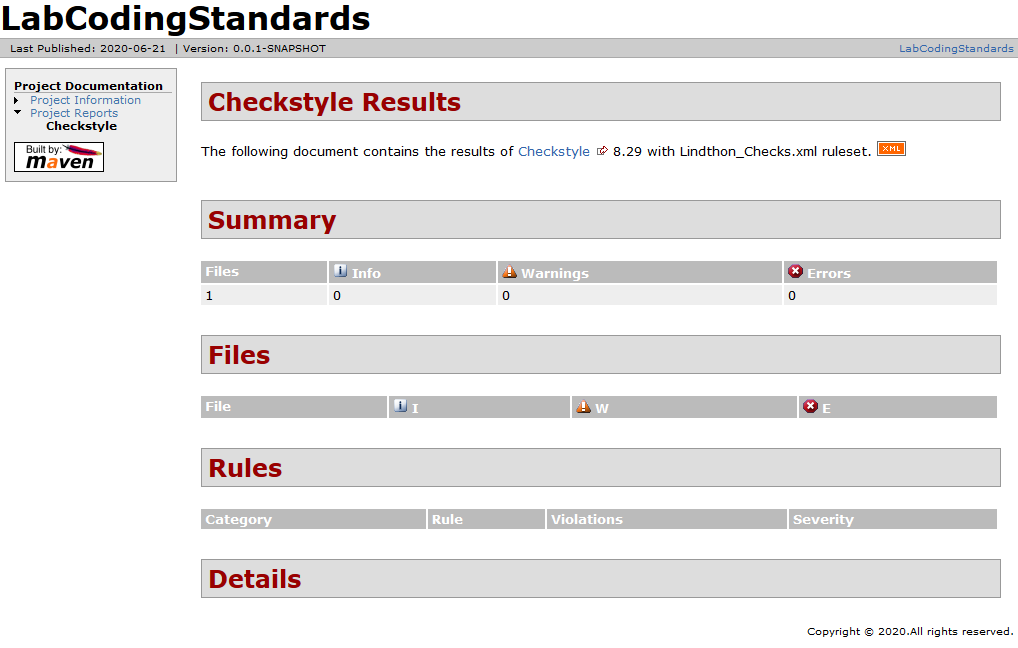 LabCodingStandards
Last Published: 2020-06-21 | Version: 0.0.1-SNAPSHOT
LabCodingStandards
Project Documentation
Project Information
Project Reports
Checkstyle
Built by:
maven
Checkstyle Results
The following document contains the results of Checkstyle 8.29 with Lindthon_Checks.xml ruleset. XML
Summary
Files Info Warnings Errors
1 0 0 0
Files
File I W E
Rules
Category Rule Violations Severity
Details
Copyright © 2020.All rights reserved.